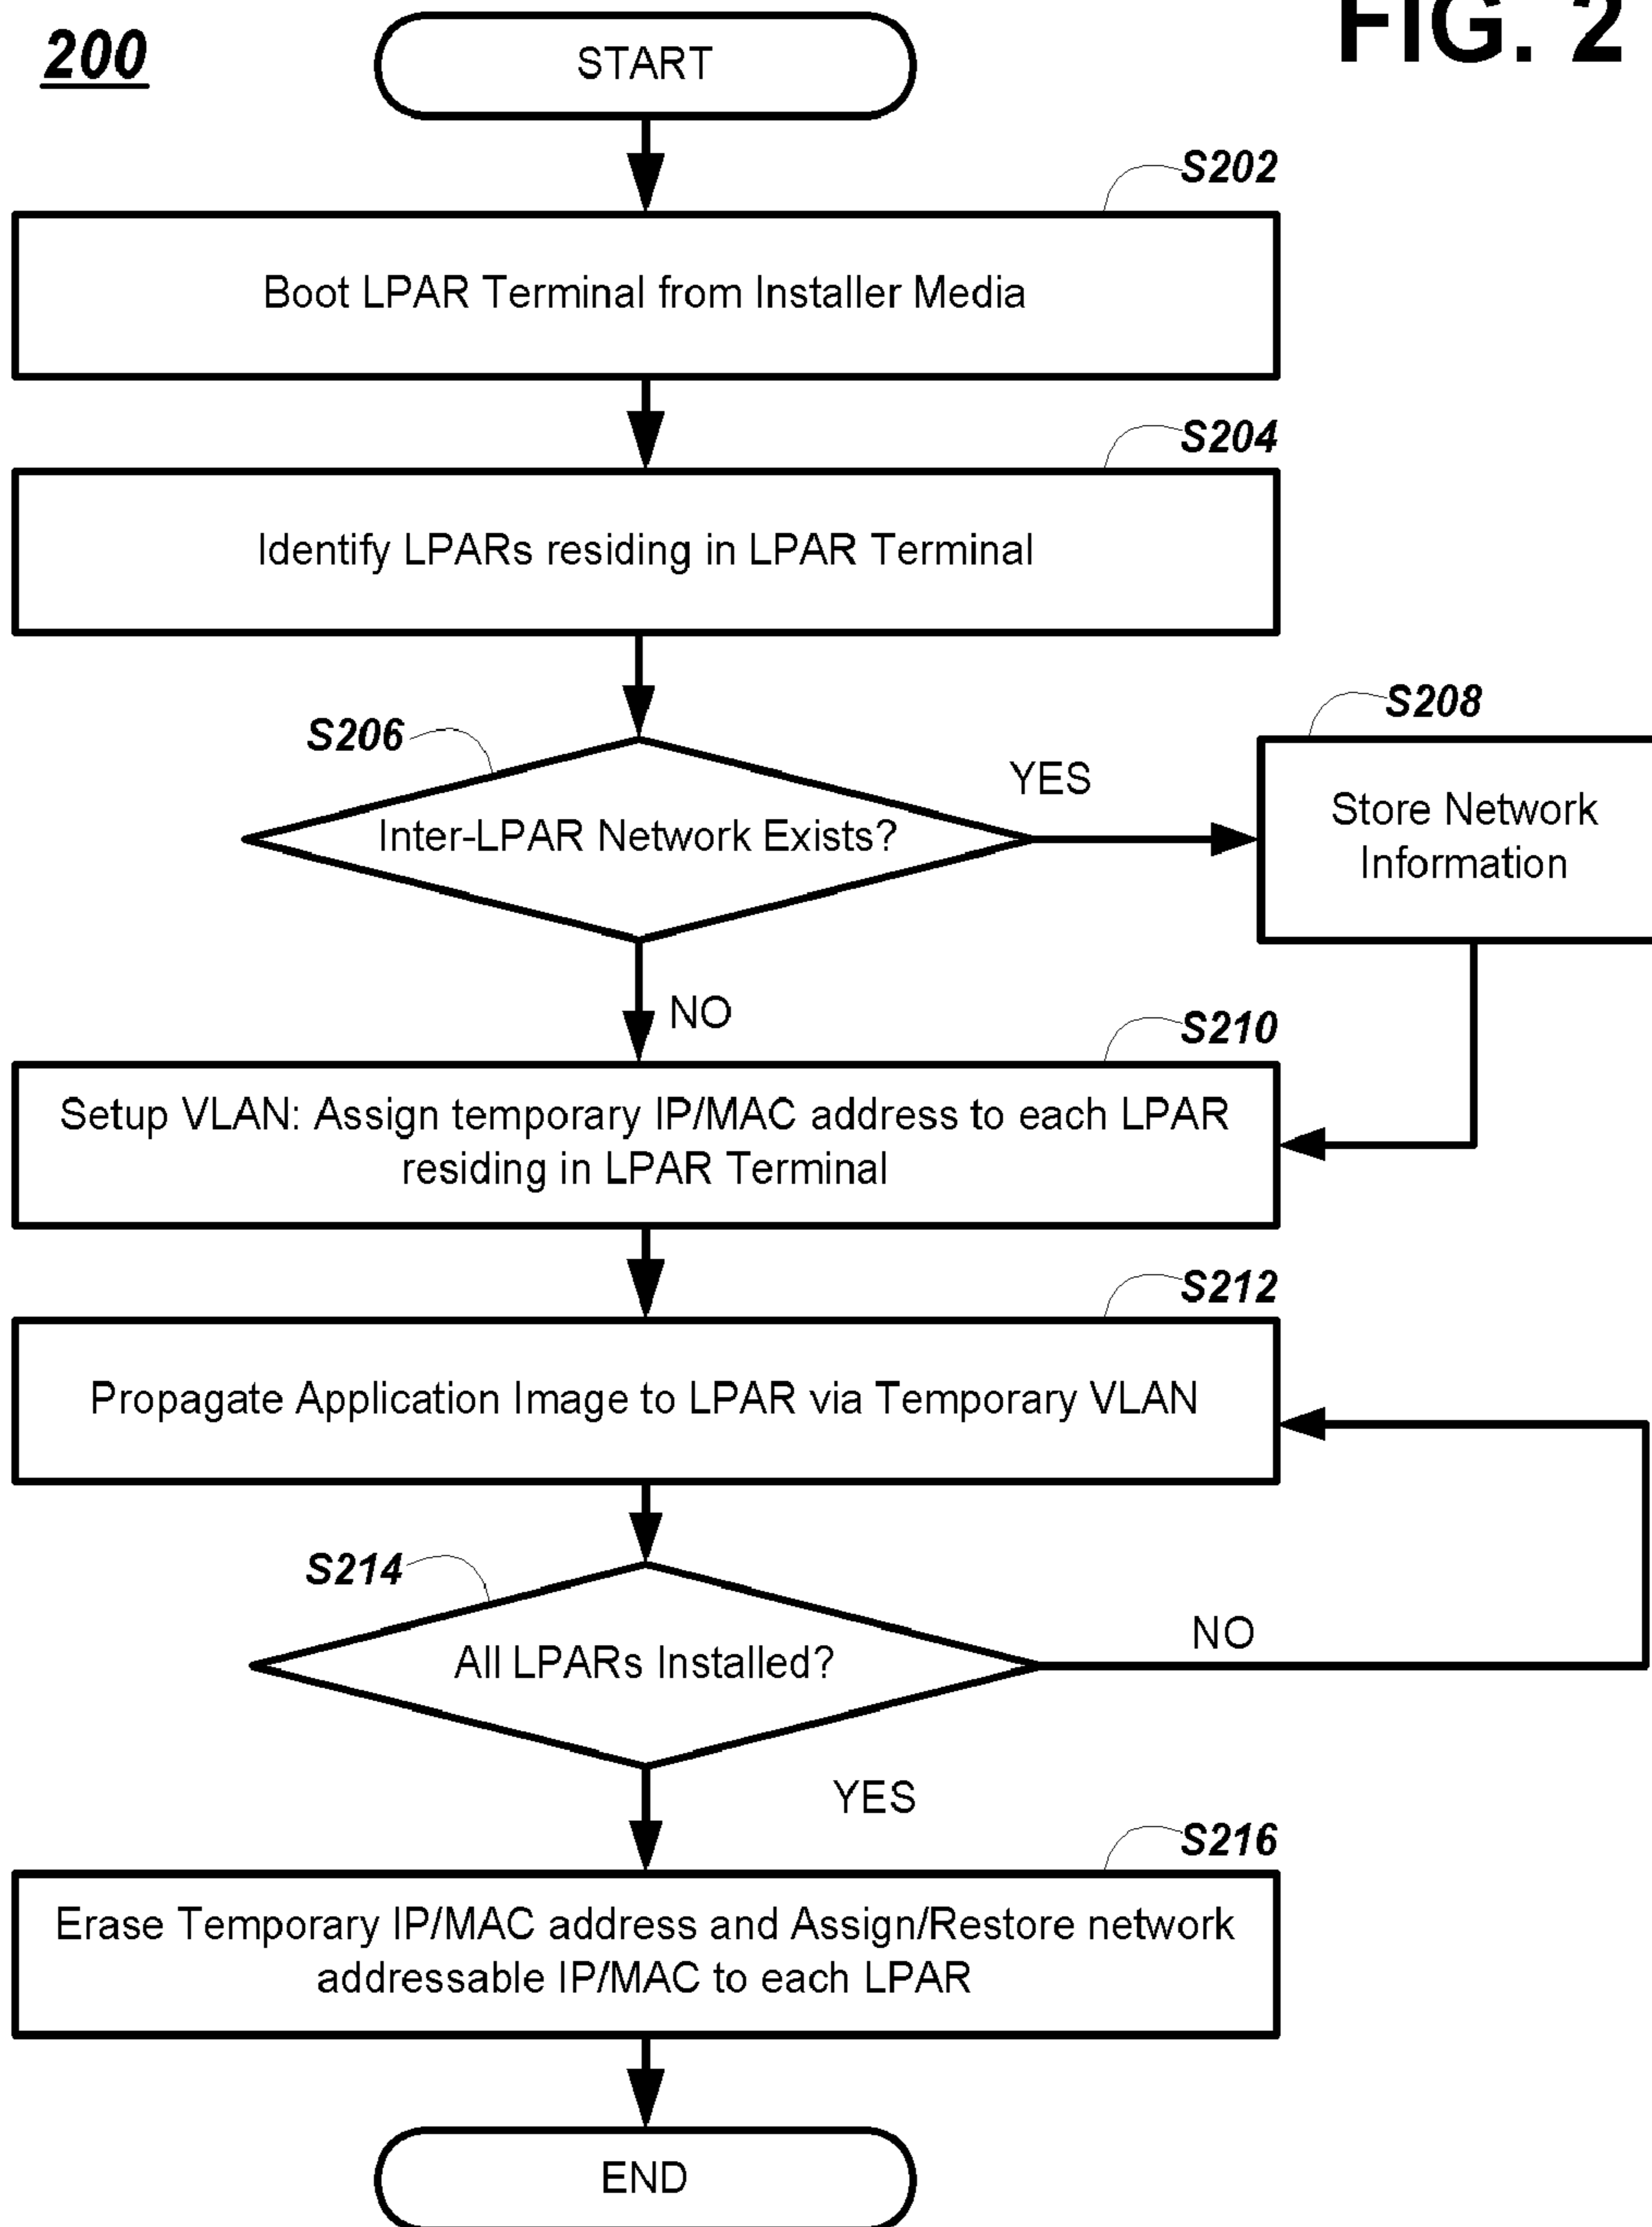 FIG. 2
200
START
S202
Boot LPAR Terminal from Installer Media
S204
Identify LPARs residing in LPAR Terminal
S206
Inter-LPAR Network Exists?
YES
S208
Store Network
Information
NO
S210
Setup VLAN: Assign temporary IP/MAC address to each LPAR
residing in LPAR Terminal
S212
Propagate Application Image to LPAR via Temporary VLAN
S214
All LPARs Installed?
NO
YES
S216
Erase Temporary IP/MAC address and Assign/Restore network
addressable IP/MAC to each LPAR
END